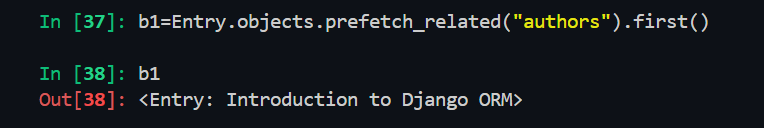 In [37]: b1=Entry.objects.prefetch_related("authors").first()
In [38]: b1
Out[38]: <Entry: Introduction to Django ORM>